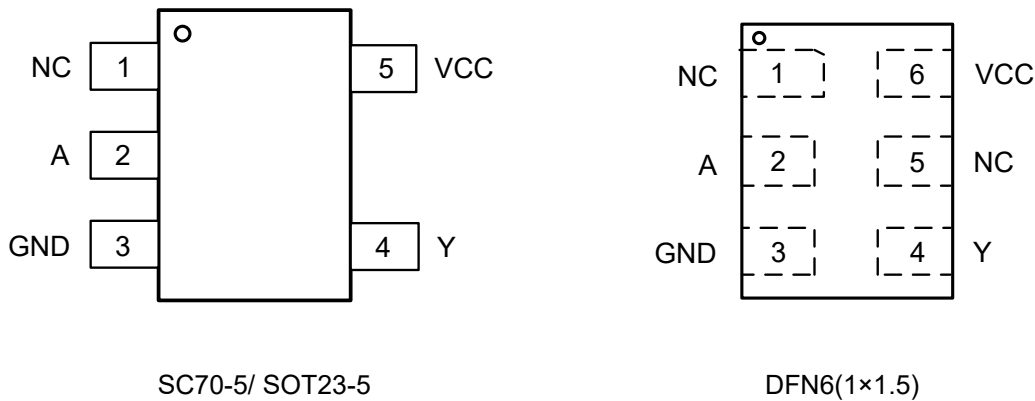 NC 1 5 VCC
A 2
GND 3 4 Y
SC70-5/ SOT23-5
NC 1 6 VCC
A 2 5 NC
GND 3 4 Y
DFN6(1×1.5)